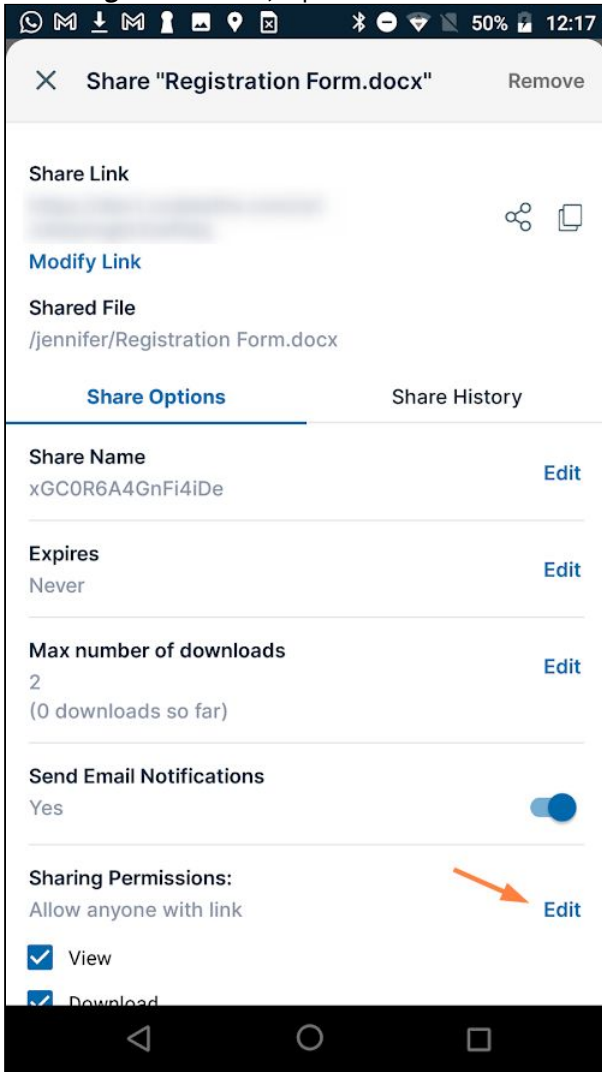 50% 12:17
Share "Registration Form.docx" Remove
Share Link
Modify Link
Shared File
/jennifer/Registration Form.docx
Share Options Share History
Share Name
xGC0R6A4GnFi4iDe
Edit
Expires
Never
Edit
Max number of downloads
2
(0 downloads so far)
Edit
Send Email Notifications
Yes
Sharing Permissions:
Allow anyone with link
Edit
View
Download